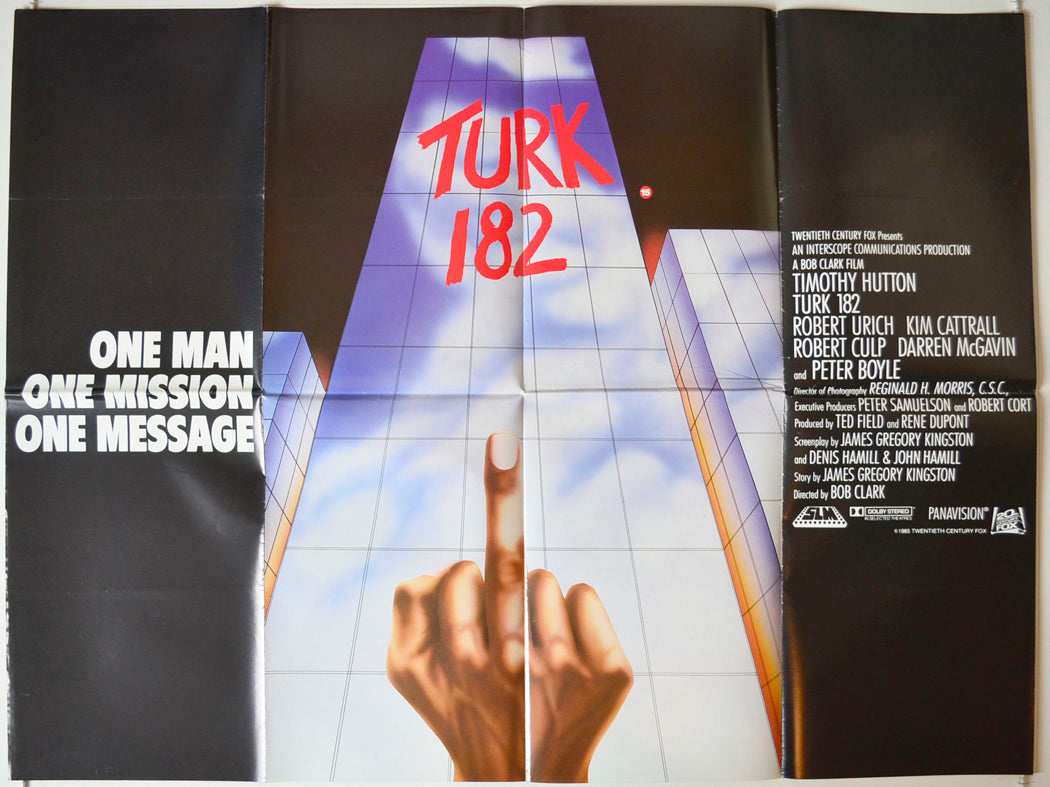 TURK
182
15
ONE MAN
ONE MISSION
ONE MESSAGE
TWENTIETH CENTURY FOX Presents
AN INTERSCOPE COMMUNICATIONS PRODUCTION
A BOB CLARK FILM
TIMOTHY HUTTON
TURK 182
ROBERT URICH KIM CATTRALL
ROBERT CULP DARREN McGAVIN
and PETER BOYLE
Director of Photography REGINALD H. MORRIS, C.S.C.,
Executive Producers PETER SAMUELSON and ROBERT CORT
Produced by TED FIELD and RENE DUPONT
Screenplay by JAMES GREGORY KINGSTON
and DENIS HAMILL & JOHN HAMILL
Story by JAMES GREGORY KINGSTON
Directed by BOB CLARK
SLM DOLBY STEREO IN SELECTED THEATRES PANAVISION® 20th CENTURY FOX
© 1985 TWENTIETH CENTURY FOX